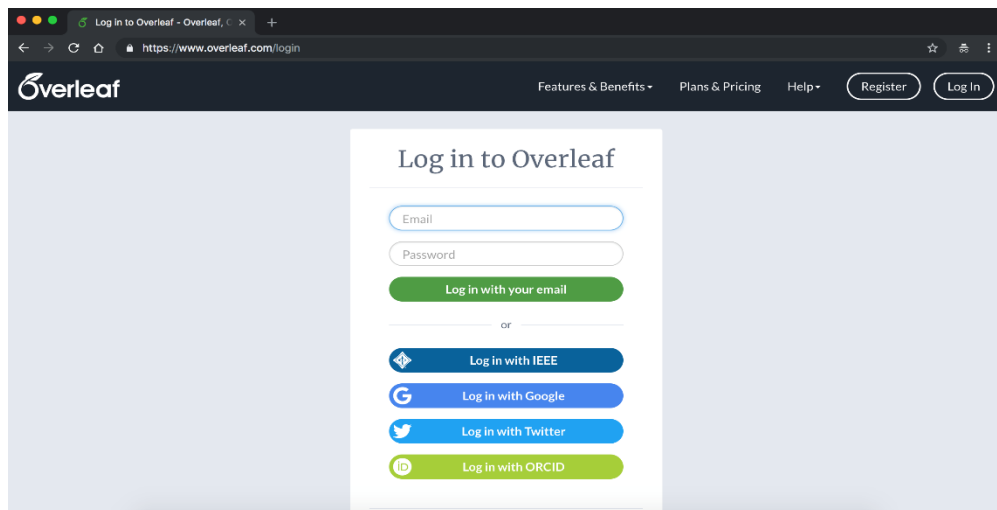 Log in to Overleaf - Overleaf, O
https://www.overleaf.com/login
Overleaf
Features & Benefits
Plans & Pricing
Help
Register
Log In
Log in to Overleaf
Email
Password
Log in with your email
or
Log in with IEEE
G Log in with Google
Log in with Twitter
iD Log in with ORCID